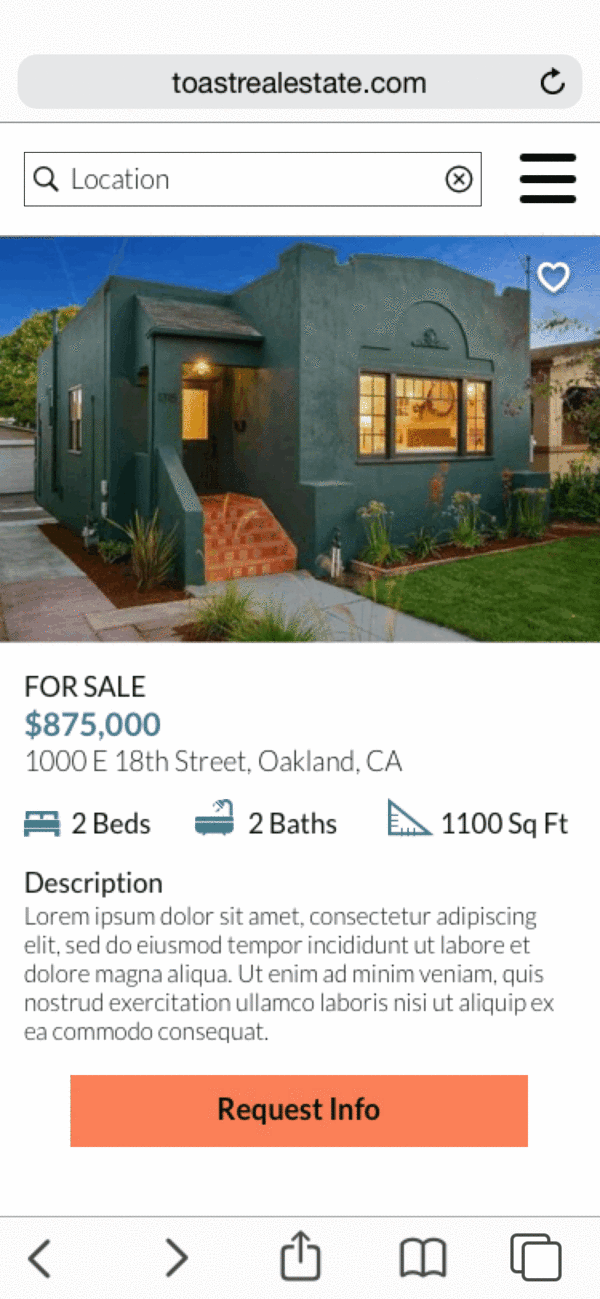 toastrealestate.com
Location
FOR SALE
$875,000
1000 E 18th Street, Oakland, CA
2 Beds 2 Baths 1100 Sq Ft
Description
Lorem ipsum dolor sit amet, consectetur adipiscing
elit, sed do eiusmod tempor incididunt ut labore et
dolore magna aliqua. Ut enim ad minim veniam, quis
nostrud exercitation ullamco laboris nisi ut aliquip ex
ea commodo consequat.
Request Info